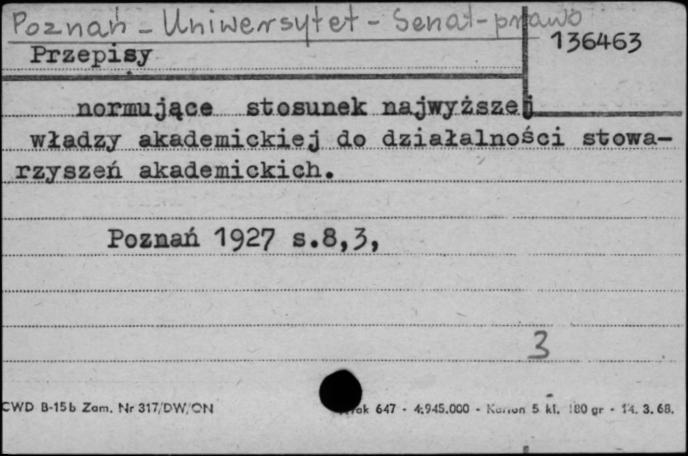 Poznań - Uniwersytet - Senat - prawo
136463
Przepisy
normujące stosunek najwyższej
władzy akademickiej do działalności stowa-
rzyszeń akademickich.
Poznań 1927 s.8,3,
3
CWD B-15b Zam. Nr 317/DW/ON
647 - 4.945.000 - Karton 5 kl. 180 gr - 14. 3. 68.